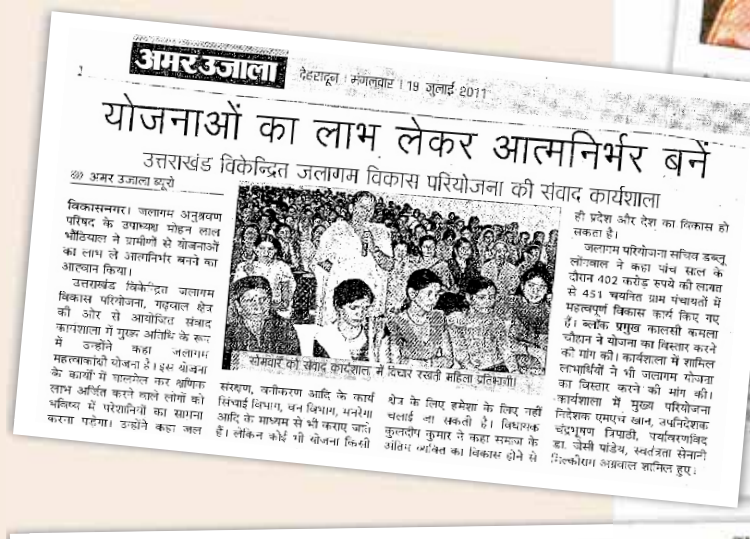 2
अमर उजाला
देहरादून । मंगलवार । 19 जुलाई 2011
योजनाओं का लाभ लेकर आत्मनिर्भर बनें
उत्तराखंड विकेन्द्रित जलागम विकास परियोजना की संवाद कार्यशाला
अमर उजाला ब्यूरो
विकासनगर। जलागम अनुश्रवण
परिषद के उपाध्यक्ष मोहन लाल
भौंठियाल ने ग्रामीणों से योजनाओं
का लाभ ले आत्मनिर्भर बनने का
आह्वान किया।
उत्तराखंड विकेन्द्रित जलागम
विकास परियोजना, गढ़वाल क्षेत्र
की ओर से आयोजित संवाद
कार्यशाला में मुख्य अतिथि के रूप
में उन्होंने कहा जलागम
महत्वाकांक्षी योजना है। इस योजना
के कार्यों में घालमेल कर क्षणिक
लाभ अर्जित करने वाले लोगों को
भविष्य में परेशानियों का सामना
करना पड़ेगा। उन्होंने कहा जल
सोमवार को संवाद कार्यशाला में विचार रखती महिला प्रतिभागी।
संरक्षण, वनीकरण आदि के कार्य
सिंचाई विभाग, वन विभाग, मनरेगा
आदि के माध्यम से भी कराए जाते
हैं। लेकिन कोई भी योजना किसी
क्षेत्र के लिए हमेशा के लिए नहीं
चलाई जा सकती है। विधायक
कुलदीप कुमार ने कहा समाज के
अंतिम व्यक्ति का विकास होने से
ही प्रदेश और देश का विकास हो
सकता है।
जलागम परियोजना सचिव डब्लू
लोंगवाल ने कहा पांच साल के
दौरान 402 करोड़ रुपये की लागत
से 451 चयनित ग्राम पंचायतों में
महत्वपूर्ण विकास कार्य किए गए
हैं। ब्लॉक प्रमुख कालसी कमला
चौहान ने योजना का विस्तार करने
की मांग की। कार्यशाला में शामिल
लाभार्थियों ने भी जलागम योजना
का विस्तार करने की मांग की।
कार्यशाला में मुख्य परियोजना
निदेशक एमएच खान, उपनिदेशक
चंद्रभूषण त्रिपाठी, पर्यावरणविद
डा. जेसी पांडेय, स्वतंत्रता सेनानी
मिल्कीराम अग्रवाल शामिल हुए।